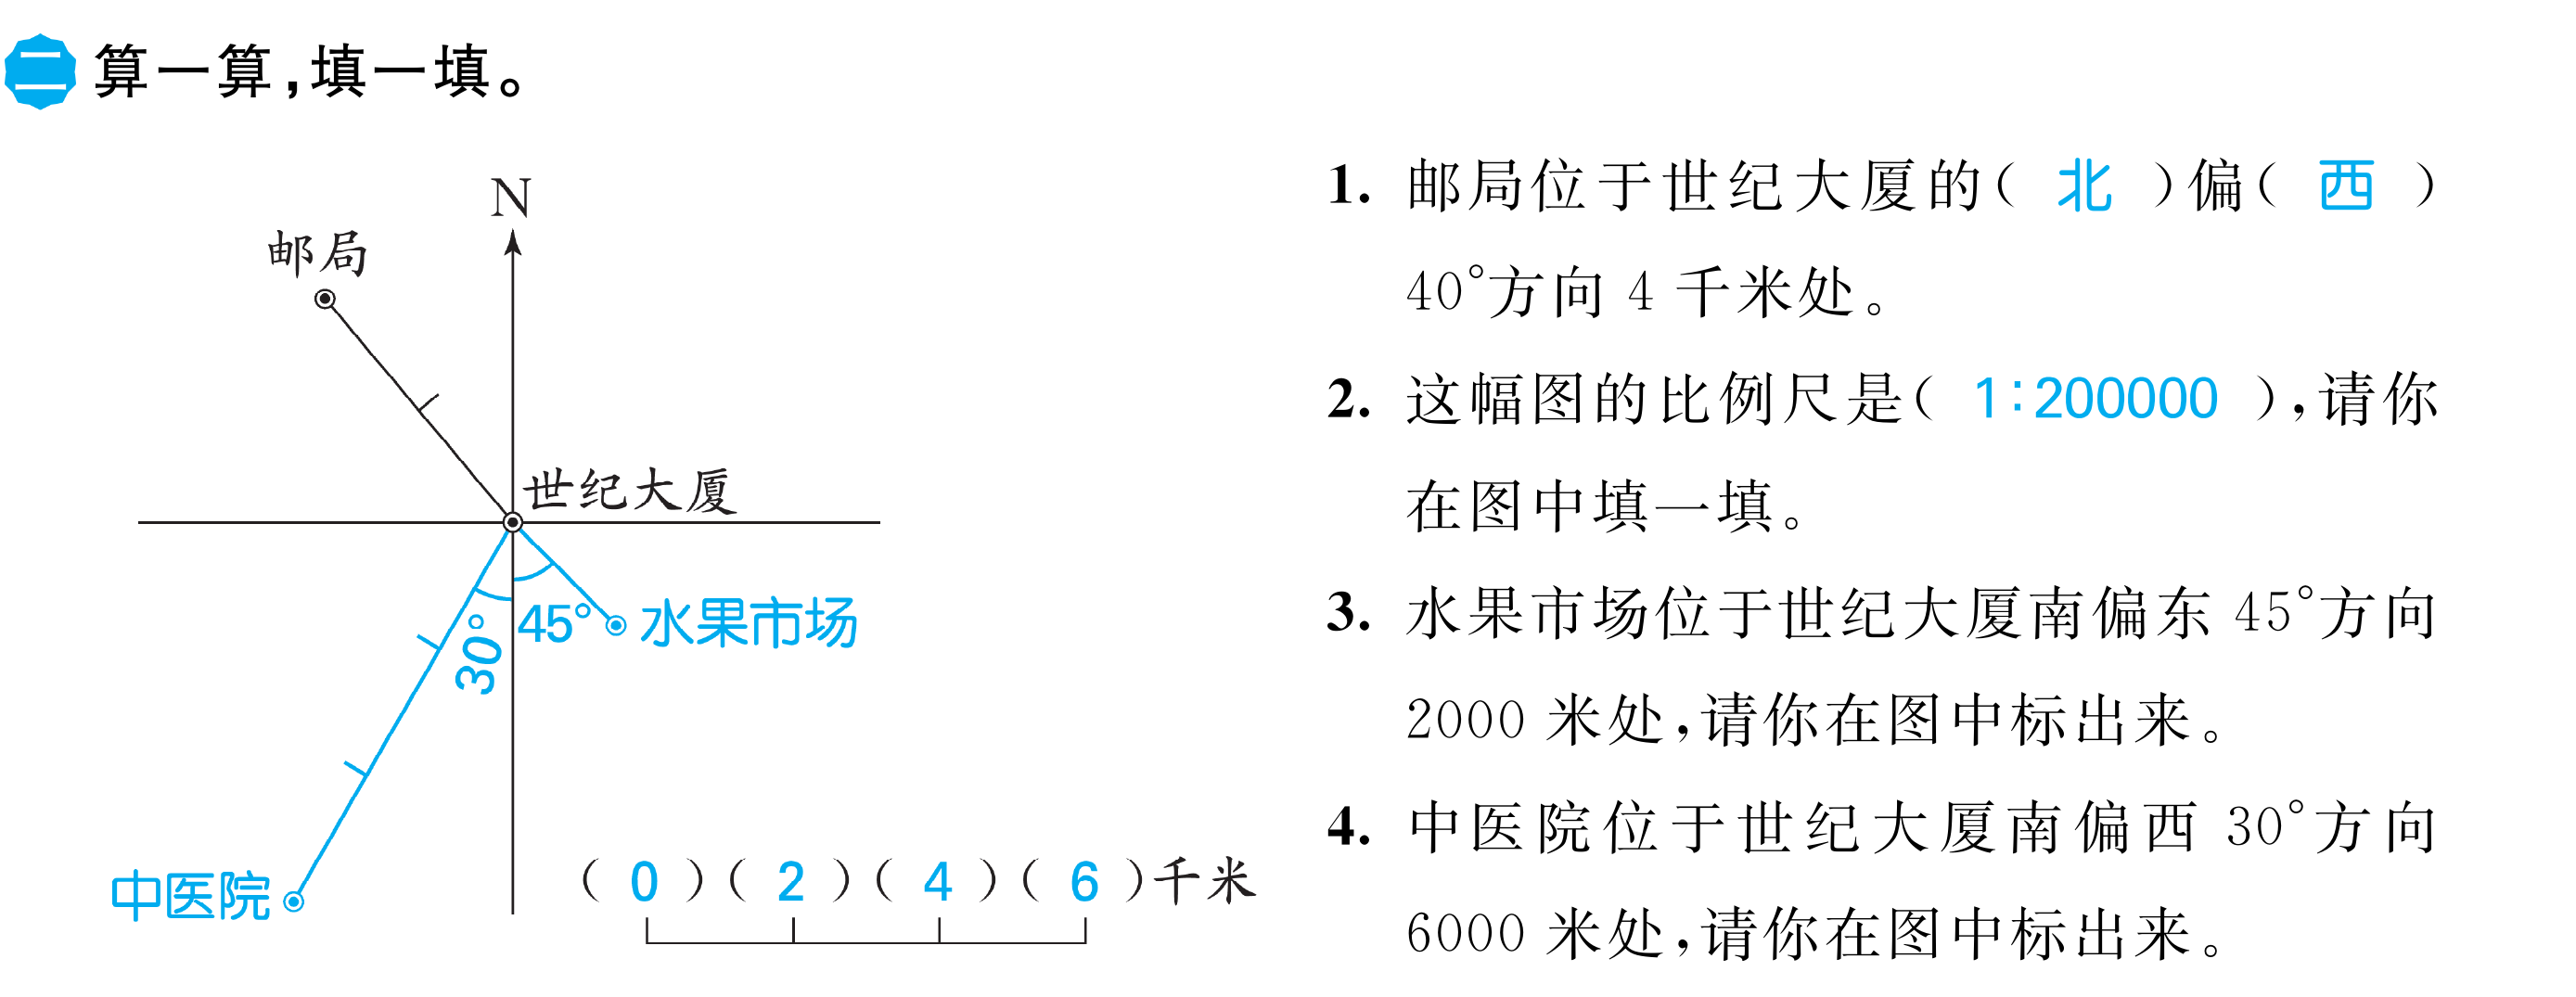 二 算一算,填一填。
N
邮局
世纪大厦
45° 水果市场
30°
中医院
( 0 )( 2 )( 4 )( 6 )千米
1. 邮局位于世纪大厦的( 北 )偏( 西 )
40°方向 4 千米处。
2. 这幅图的比例尺是( 1:200000 ),请你
在图中填一填。
3. 水果市场位于世纪大厦南偏东 45°方向
2000 米处,请你在图中标出来。
4. 中医院位于世纪大厦南偏西 30°方向
6000 米处,请你在图中标出来。